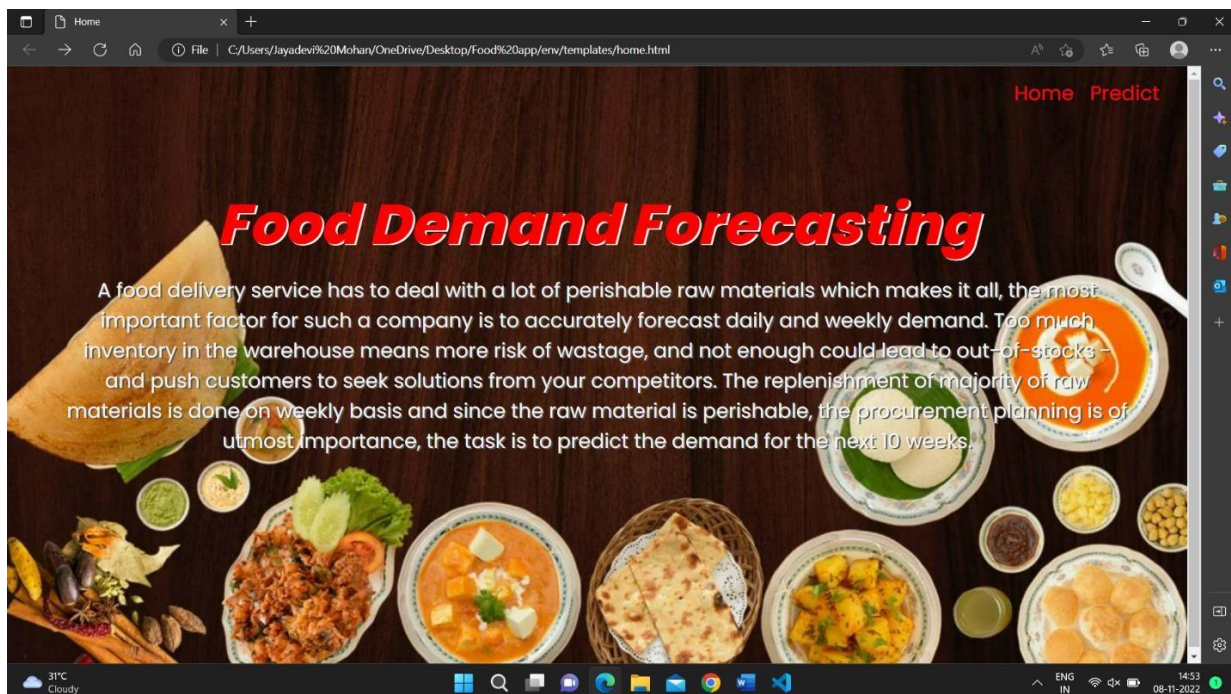 Home
File | C:/Users/Jayadevi%20Mohan/OneDrive/Desktop/Food%20app/env/templates/home.html
Home Predict
Food Demand Forecasting
A food delivery service has to deal with a lot of perishable raw materials which makes it all, the most
important factor for such a company is to accurately forecast daily and weekly demand. Too much
inventory in the warehouse means more risk of wastage, and not enough could lead to out-of-stocks -
and push customers to seek solutions from your competitors. The replenishment of majority of raw
materials is done on weekly basis and since the raw material is perishable, the procurement planning is of
utmost importance, the task is to predict the demand for the next 10 weeks.
31°C
Cloudy
ENG
IN
14:53
08-11-2022
1